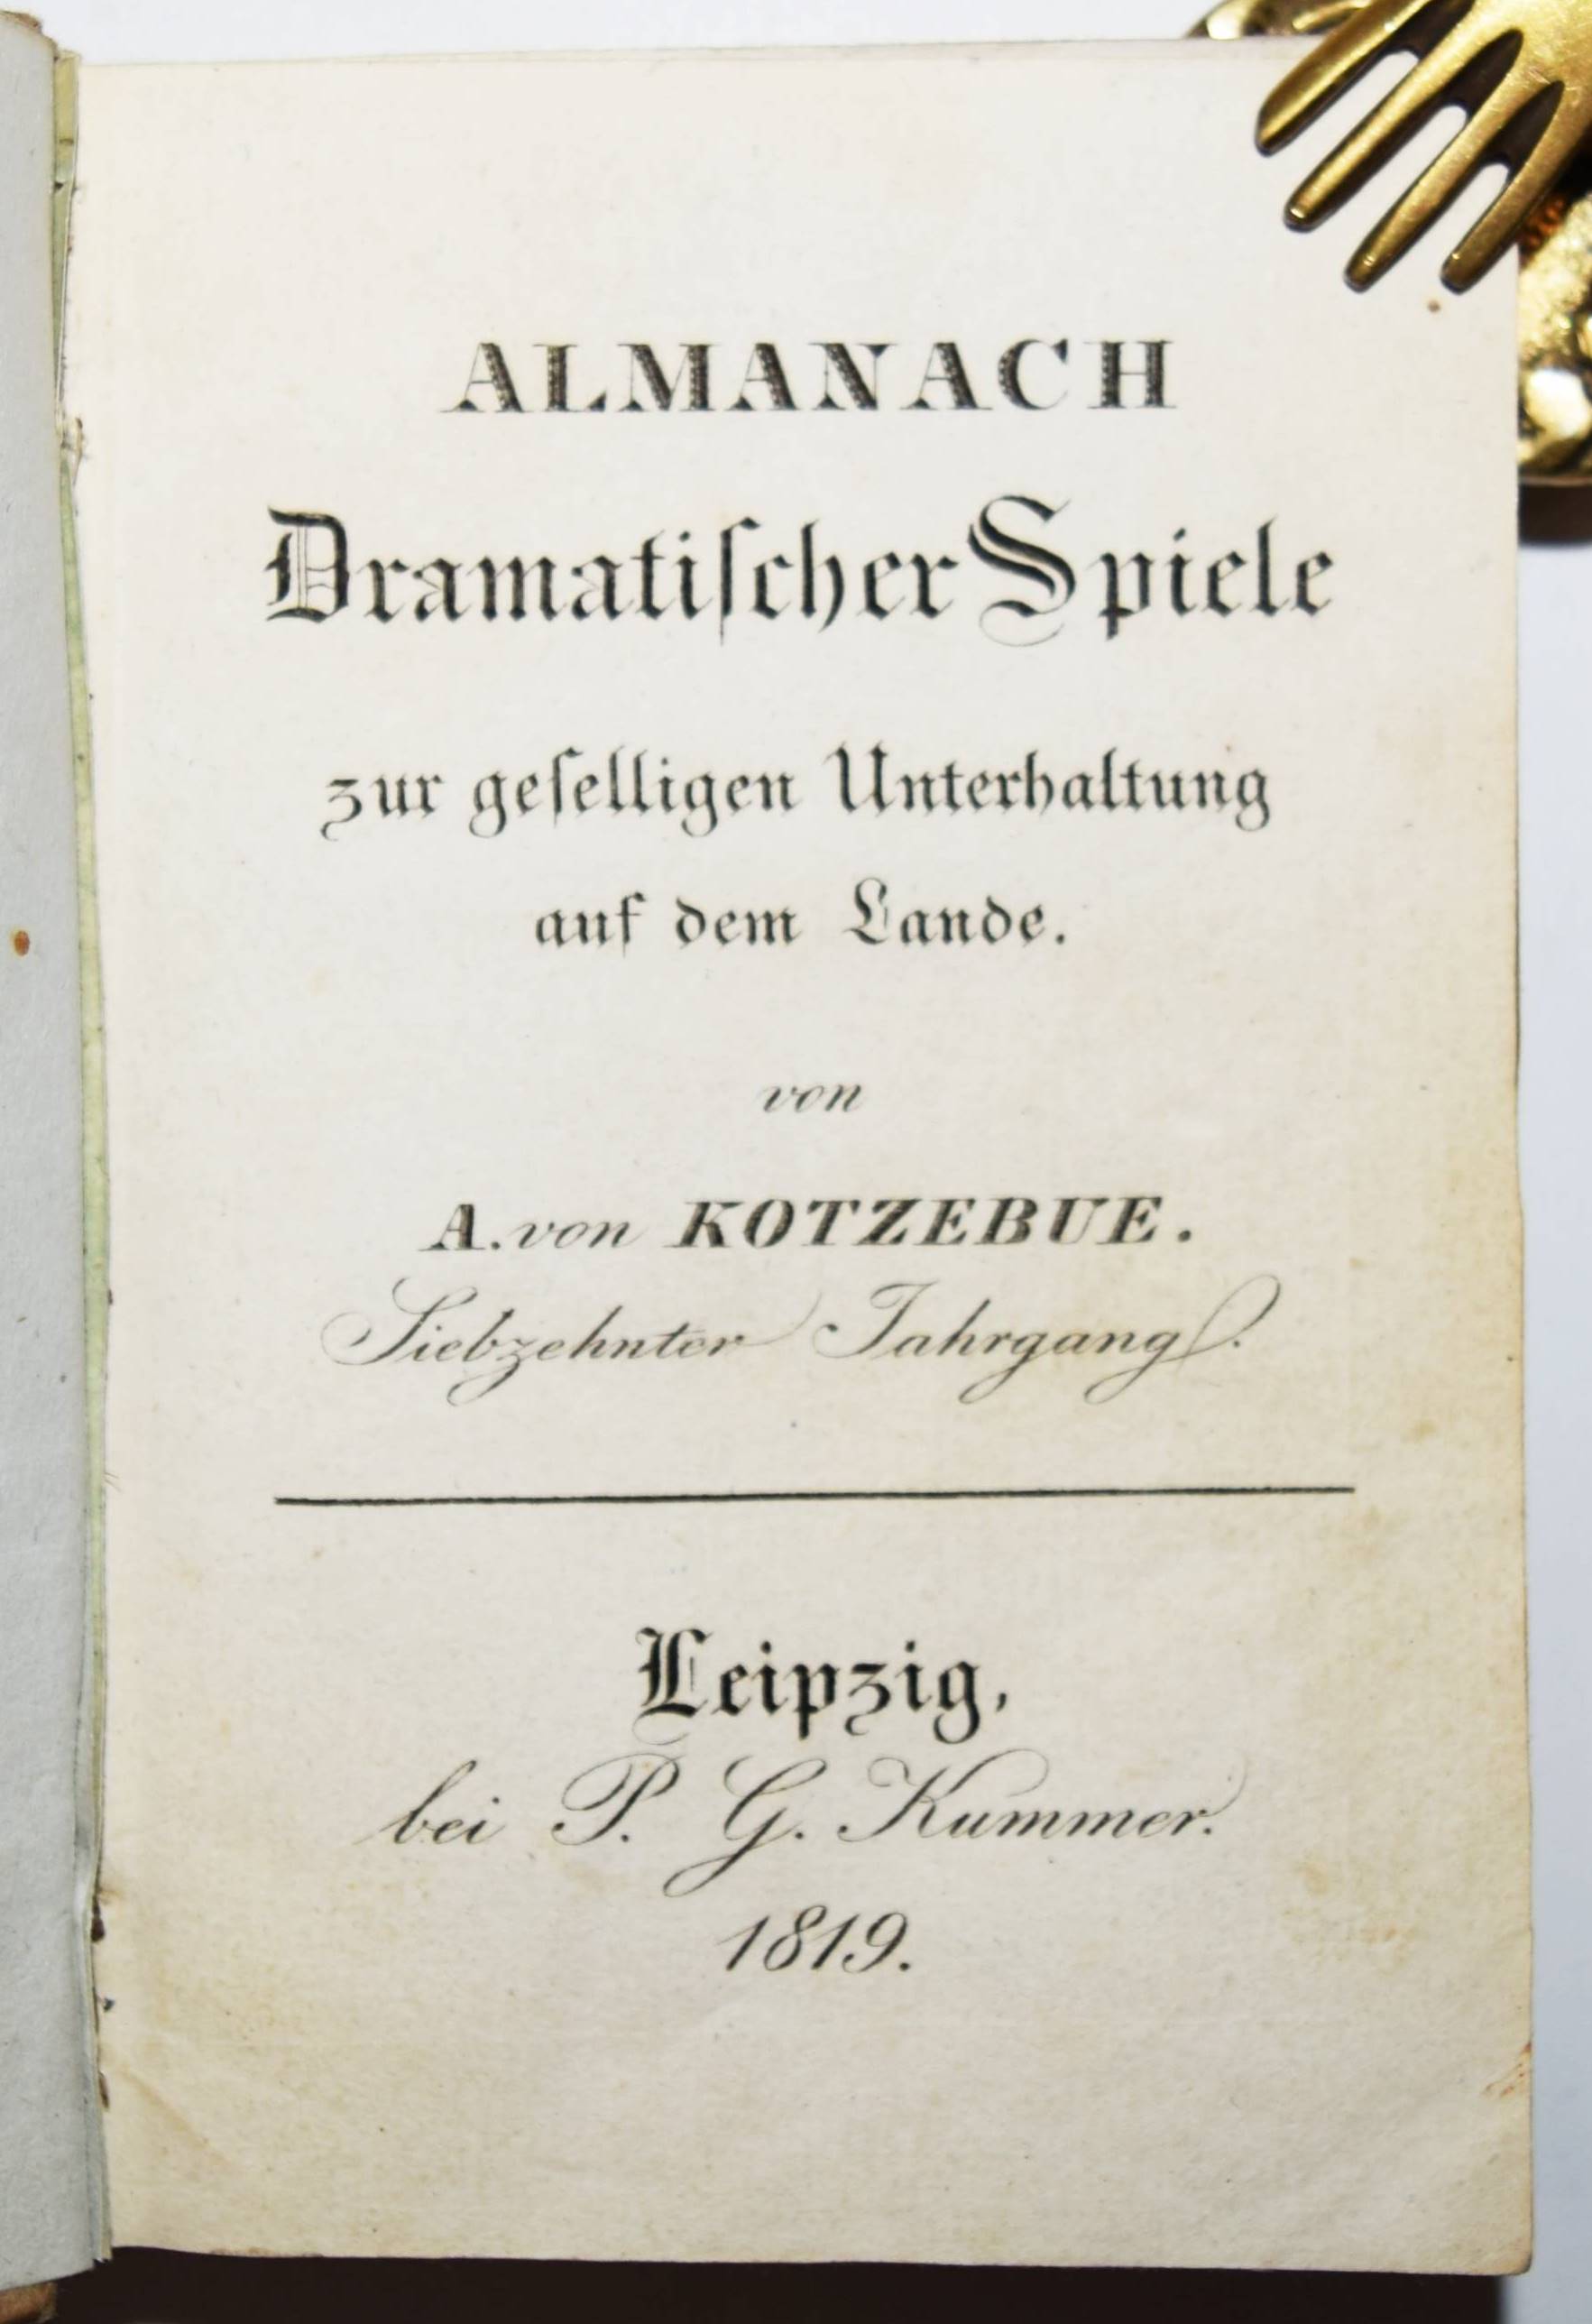 ALMANACH
Dramatiſcher Spiele
zur geſelligen Unterhaltung
auf dem Lande.
von
A. von KOTZEBUE.
Siebzehnter Jahrgang.
Leipzig,
bei P. G. Kummer.
1819.